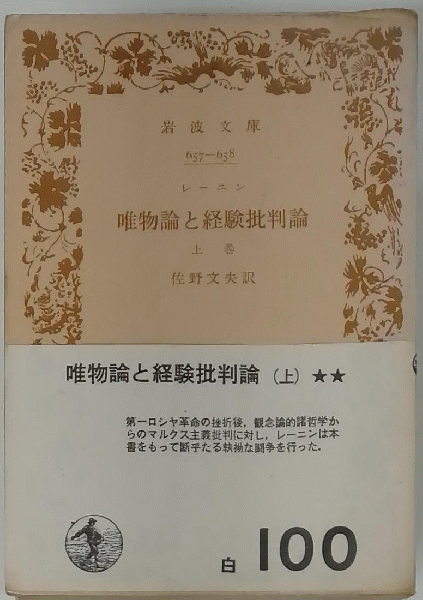 岩波文庫
657—658
レーニン
唯物論と経験批判論
上巻
佐野文夫訳
唯物論と経験批判論（上）★★
第一ロシヤ革命の挫折後，観念論的諸哲学か
らのマルクス主義批判に対し，レーニンは本
書をもって断乎たる執拗な闘争を行った．
白 100